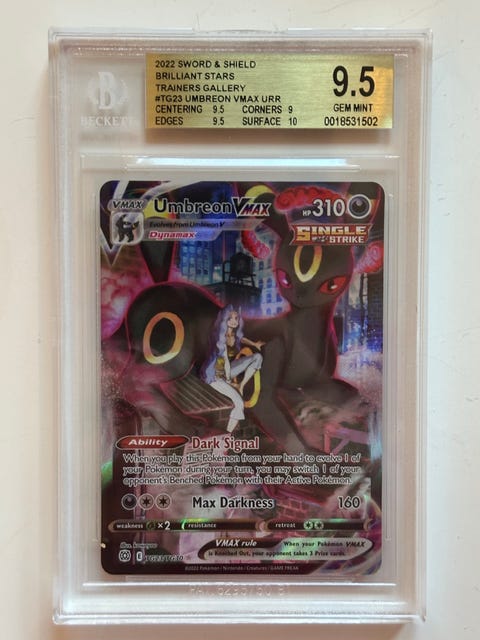 2022 SWORD & SHIELD
BRILLIANT STARS
TRAINERS GALLERY
#TG23 UMBREON VMAX URR
CENTERING 9.5 CORNERS 9
EDGES 9.5 SURFACE 10
9.5
GEM MINT
0018531502
B
BECKETT
VMAX
Umbreon VMAX
HP 310
Evolves from Umbreon V
Dynamax
SINGLE
STRIKE
Ability Dark Signal
When you play this Pokémon from your hand to evolve 1 of
your Pokémon during your turn, you may switch 1 of your
opponent's Benched Pokémon with their Active Pokémon.
Max Darkness 160
weakness ×2 resistance retreat
VMAX rule When your Pokémon VMAX
is Knocked Out, your opponent takes 3 Prize cards.
TG23/TG30
©2022 Pokémon / Nintendo / Creatures / GAME FREAK